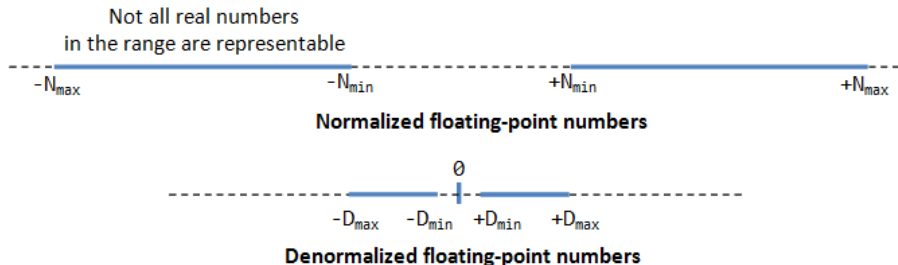 Not all real numbers
in the range are representable
-Nmax -Nmin +Nmin +Nmax
Normalized floating-point numbers
0
-Dmax -Dmin +Dmin +Dmax
Denormalized floating-point numbers